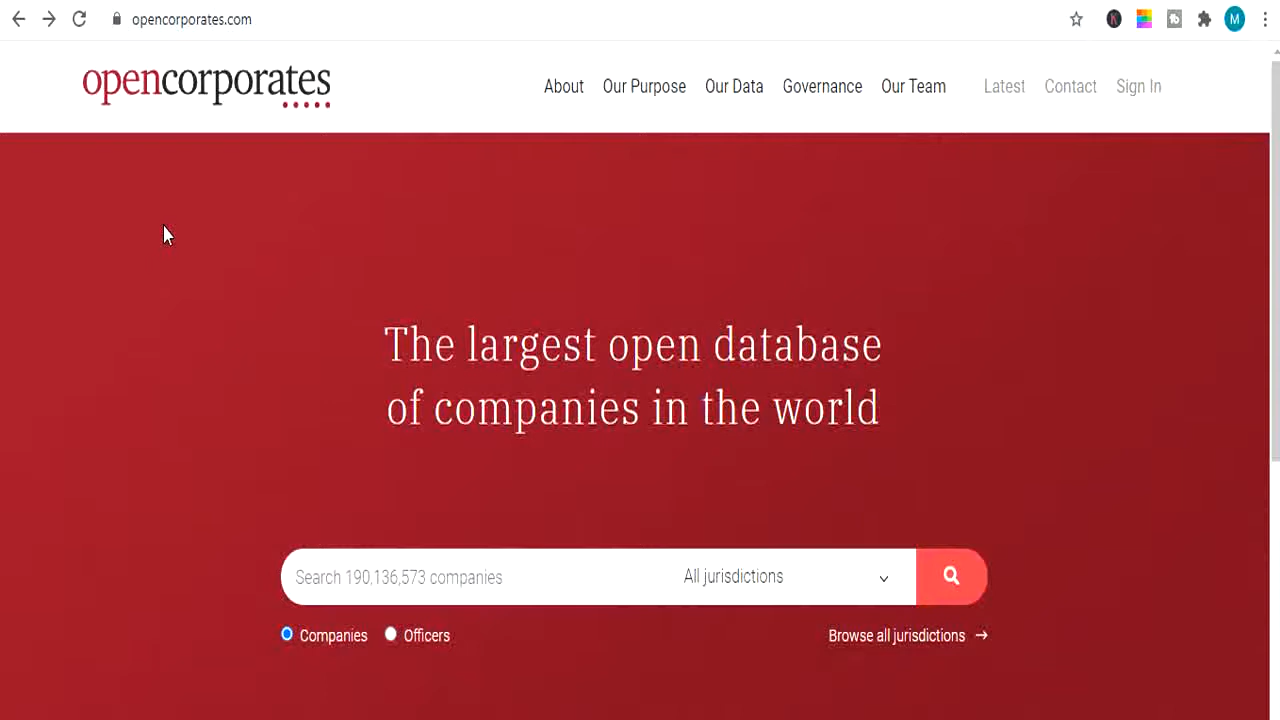 opencorporates.com
M
opencorporates
About Our Purpose Our Data Governance Our Team Latest Contact Sign In
The largest open database
of companies in the world
Search 190,136,573 companies All jurisdictions
Companies Officers Browse all jurisdictions →